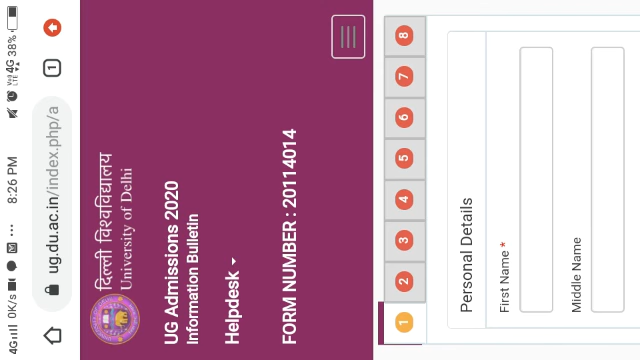 4G 0K/s ... 8:26 PM 4G 38%
1
ug.du.ac.in/index.php/a
दिल्ली विश्वविद्यालय
University of Delhi
UG Admissions 2020
Information Bulletin
Helpdesk
FORM NUMBER : 20114014
1 2 3 4 5 6 7 8
Personal Details
First Name *
Middle Name